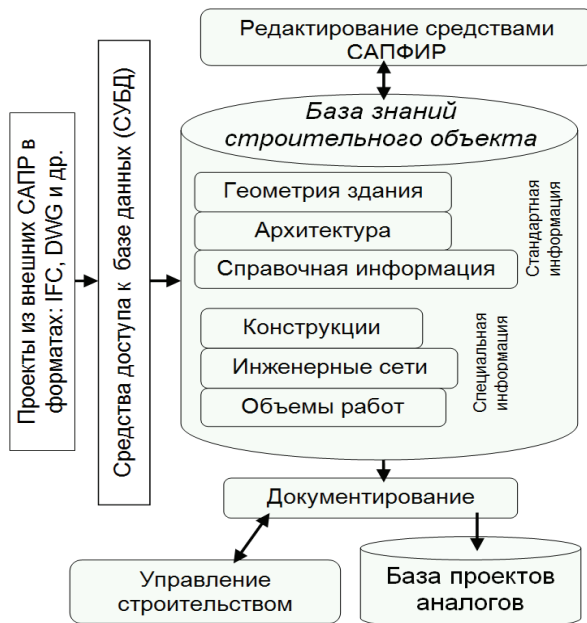 Редактирование средствами
САПФИР
База знаний
строительного объекта
Геометрия здания
Архитектура
Справочная информация
Стандартная
информация
Конструкции
Инженерные сети
Объемы работ
Специальная
информация
Проекты из внешних САПР в
форматах: IFC, DWG и др.
Средства доступа к базе данных (СУБД)
Документирование
Управление
строительством
База проектов
аналогов